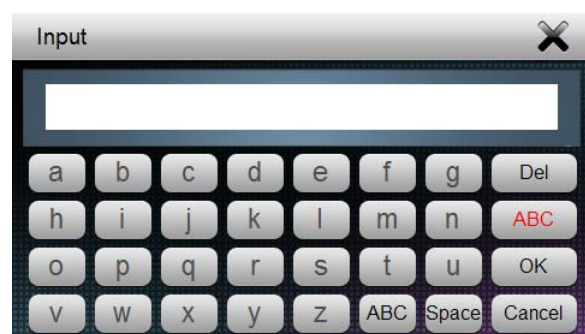 Input
a b c d e f g Del
h i j k l m n ABC
o p q r s t u OK
v w x y z ABC Space Cancel